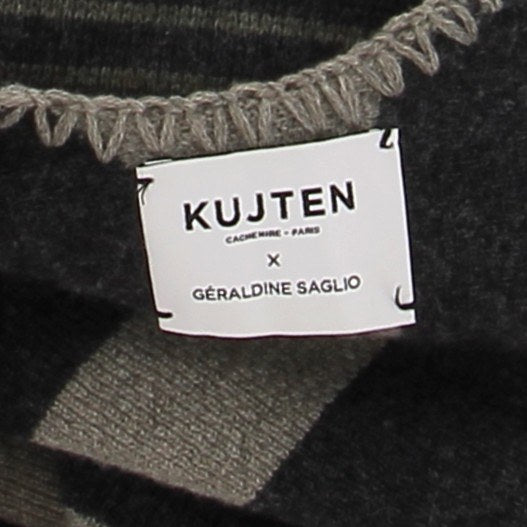 KUJTEN
CACHEMIRE - PARIS
X
GÉRALDINE SAGLIO